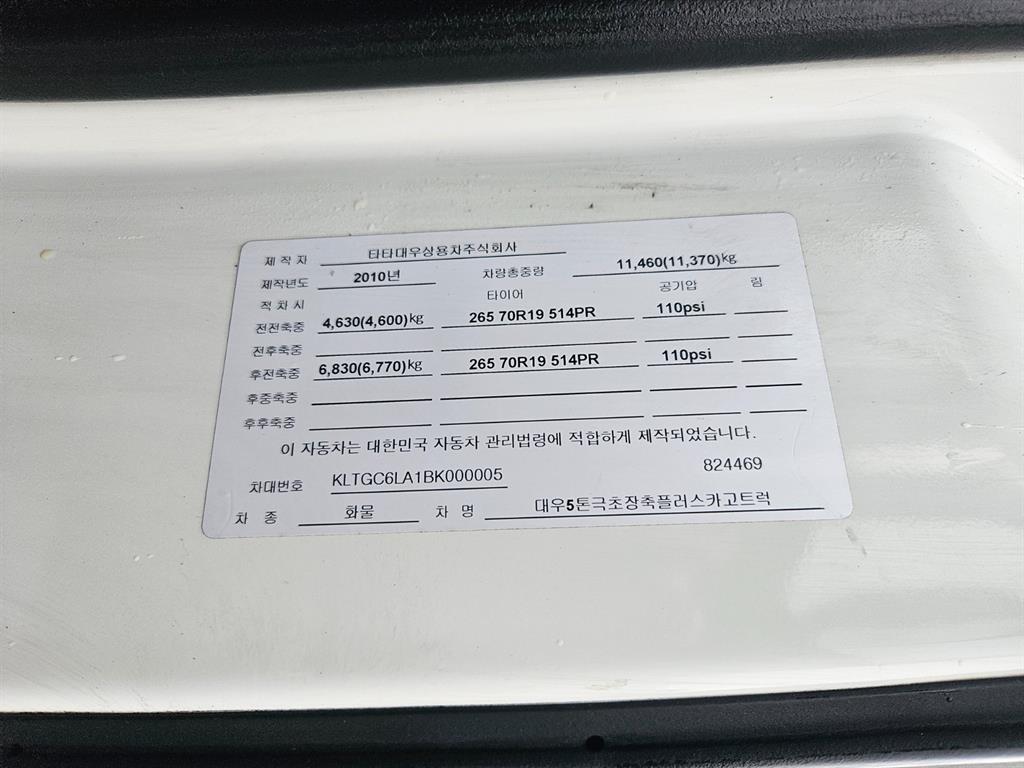 제 작 자 타타대우상용차주식회사
제작년도 2010년 차량총중량 11,460(11,370)kg
적 차 시 타이어 공기압 림
전전축중 4,630(4,600)kg 265 70R19 514PR 110psi
전후축중
후전축중 6,830(6,770)kg 265 70R19 514PR 110psi
후중축중
후후축중
이 자동차는 대한민국 자동차 관리법령에 적합하게 제작되었습니다.
차대번호 KLTGC6LA1BK000005 824469
차 종 화물 차 명 대우5톤극초장축플러스카고트럭